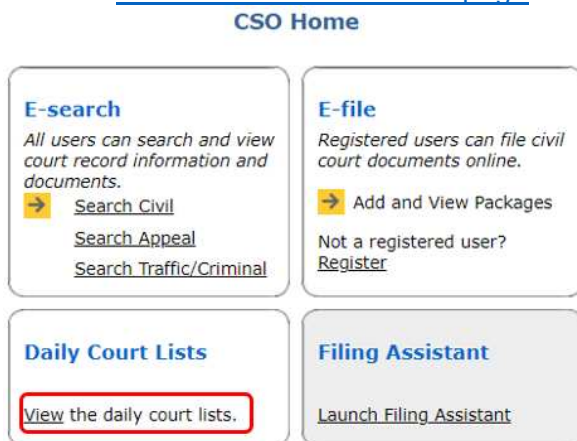 CSO Home
E-search
All users can search and view
court record information and
documents.
Search Civil
Search Appeal
Search Traffic/Criminal
E-file
Registered users can file civil
court documents online.
Add and View Packages
Not a registered user?
Register
Daily Court Lists
View the daily court lists.
Filing Assistant
Launch Filing Assistant